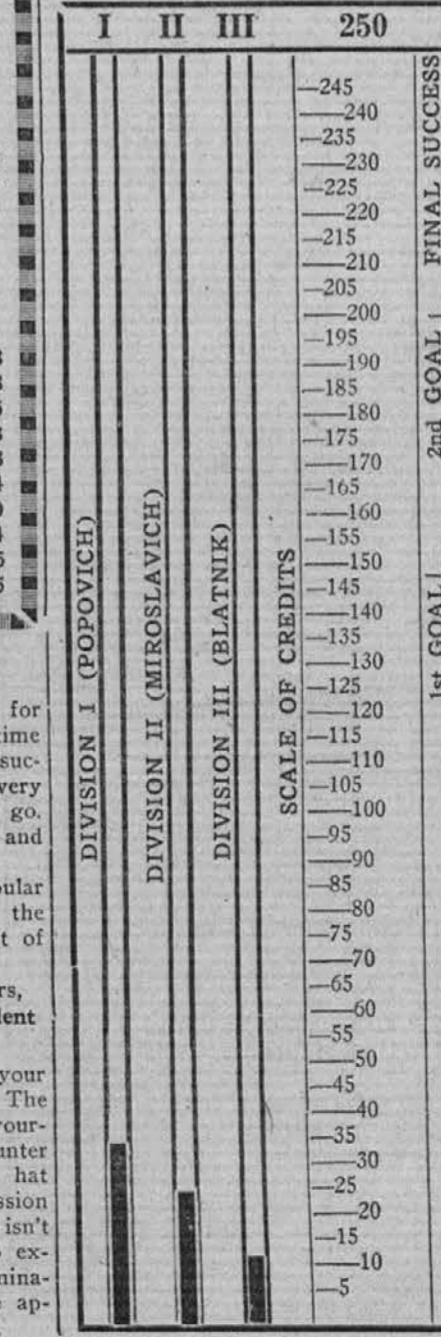 I II III 250
DIVISION I (POPOVICH)
DIVISION II (MIROSLAVICH)
DIVISION III (BLATNIK)
SCALE OF CREDITS
—245
—240
235
—230
—225
—220
—215
—210
—205
—200
—195
—190
—185
—180
—175
—170
—165
—160
—155
—150
—145
—140
—135
—130
—125
—120
—115
—110
—105
—100
—95
—90
—85
—80
—75
—70
—65
—60
—55
—50
—45
—40
—35
—30
—25
—20
—15
—10
—5
FINAL SUCCESS
2nd GOAL
1st GOAL
for
time
suc-
very
go.
and
pular
the
t of
rs,
lent
your
The
your-
unter
hat
ssion
isn't
ex-
mina-
ap-